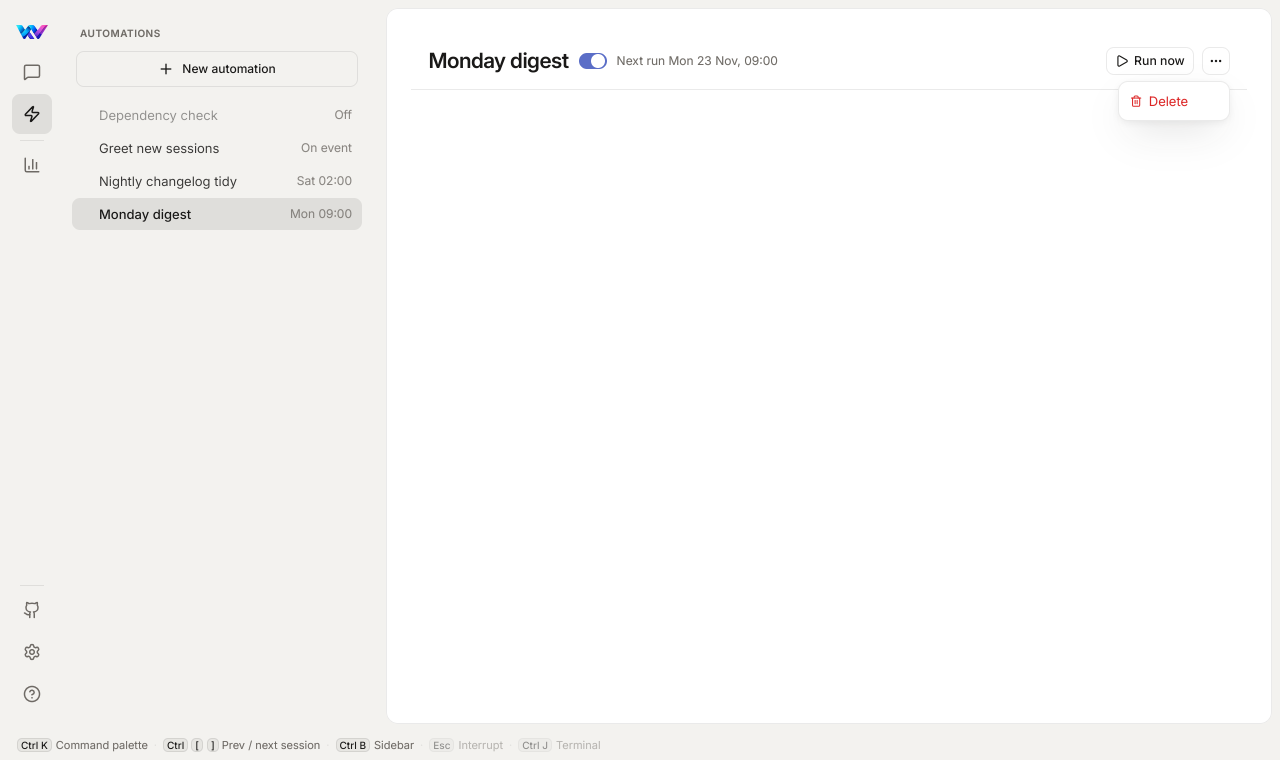 AUTOMATIONS
New automation
Dependency check Off
Greet new sessions On event
Nightly changelog tidy Sat 02:00
Monday digest Mon 09:00
Monday digest Next run Mon 23 Nov, 09:00 Run now
Delete
Ctrl K Command palette Ctrl [ ] Prev / next session Ctrl B Sidebar Esc Interrupt Ctrl J Terminal